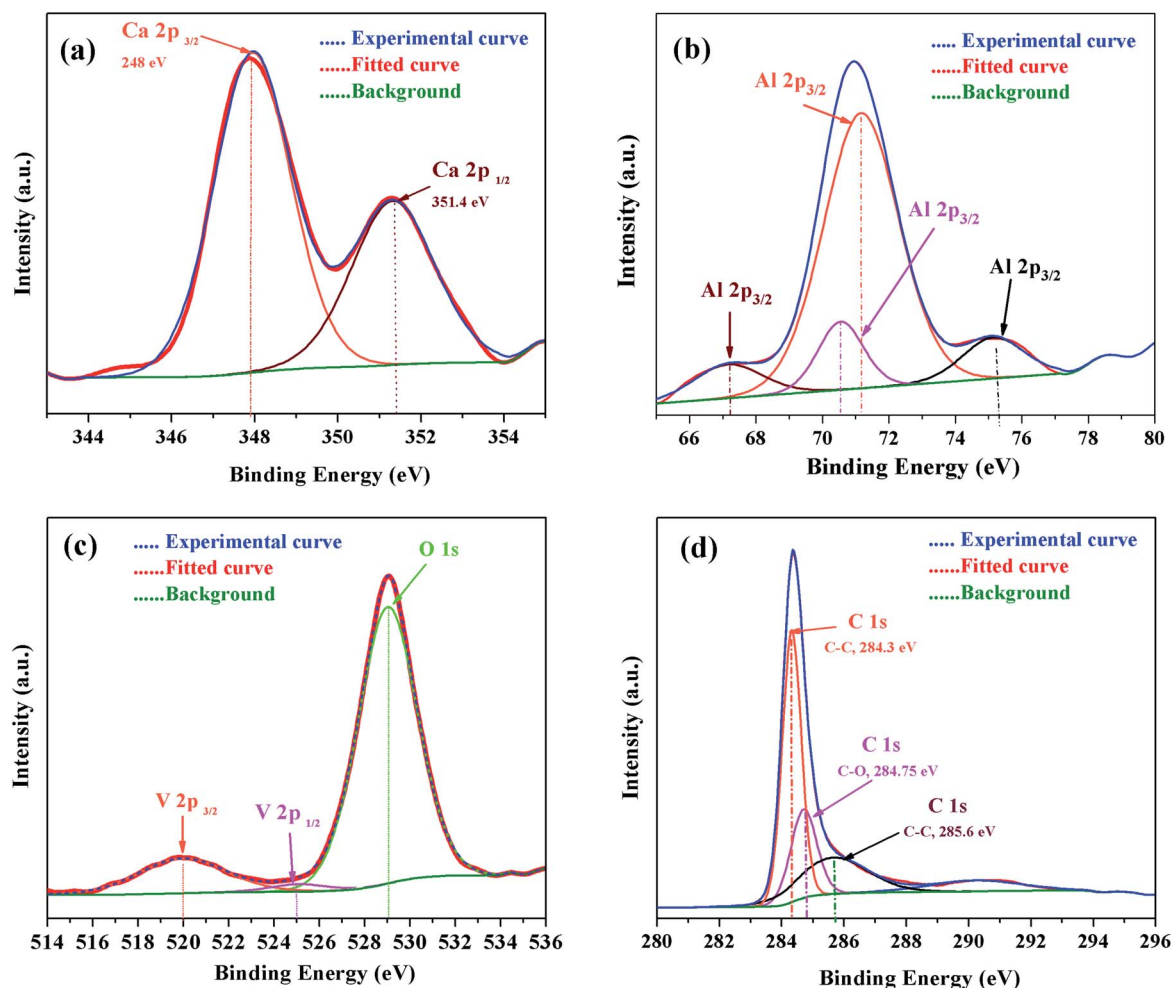 (a)
Ca 2p 3/2
248 eV
..... Experimental curve
......Fitted curve
......Background
Ca 2p 1/2
351.4 eV
Intensity (a.u.)
344 346 348 350 352 354
Binding Energy (eV)
(b)
..... Experimental curve
......Fitted curve
......Background
Al 2p3/2
Al 2p3/2
Al 2p3/2
Al 2p3/2
Intensity (a.u.)
66 68 70 72 74 76 78 80
Binding Energy (eV)
(c)
..... Experimental curve
......Fitted curve
......Background
O 1s
V 2p 3/2
V 2p 1/2
Intensity (a.u.)
514 516 518 520 522 524 526 528 530 532 534 536
Binding Energy (eV)
(d)
..... Experimental curve
......Fitted curve
......Background
C 1s
C-C, 284.3 eV
C 1s
C-O, 284.75 eV
C 1s
C-C, 285.6 eV
Intensity (a.u.)
280 282 284 286 288 290 292 294 296
Binding Energy (eV)